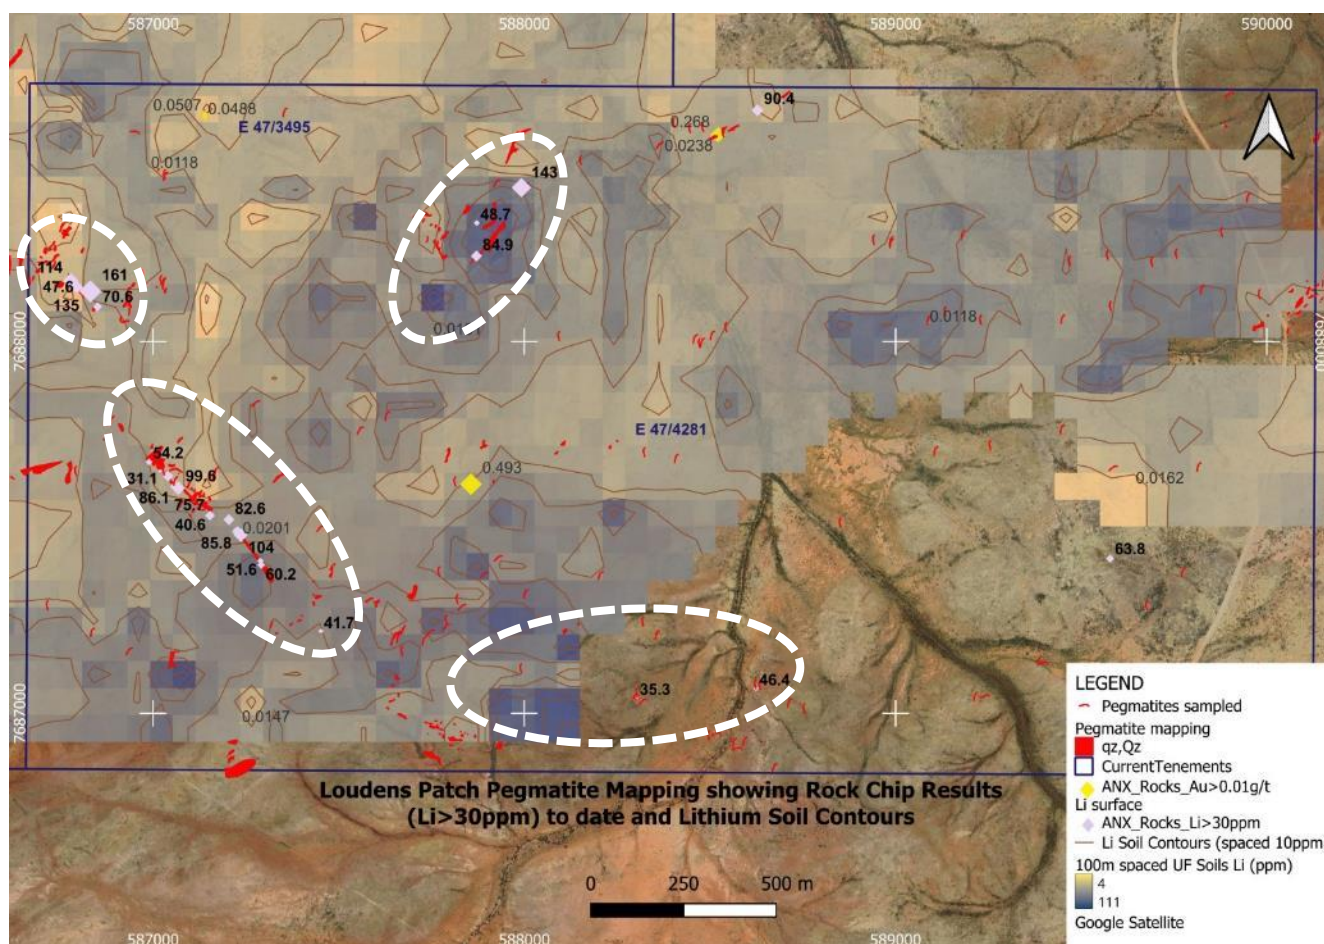 587000
588000
589000
590000
90.4
0.0507
0.0488
E 47/3495
0.268
0.0238
0.0118
143
48.7
84.9
114
47.6
135
161
70.6
0.0118
7688000
7688000
E 47/4281
54.2
31.1
99.6
86.1
75.7
40.6
82.6
0.0201
85.8
104
51.6
60.2
41.7
0.493
0.0162
63.8
35.3
46.4
0.0147
7687000
Loudens Patch Pegmatite Mapping showing Rock Chip Results
(Li>30ppm) to date and Lithium Soil Contours
0 250 500 m
LEGEND
Pegmatites sampled
Pegmatite mapping
qz,Qz
CurrentTenements
ANX_Rocks_Au>0.01g/t
Li surface
ANX_Rocks_Li>30ppm
Li Soil Contours (spaced 10ppm
100m spaced UF Soils Li (ppm)
4
111
Google Satellite
587000
588000
589000